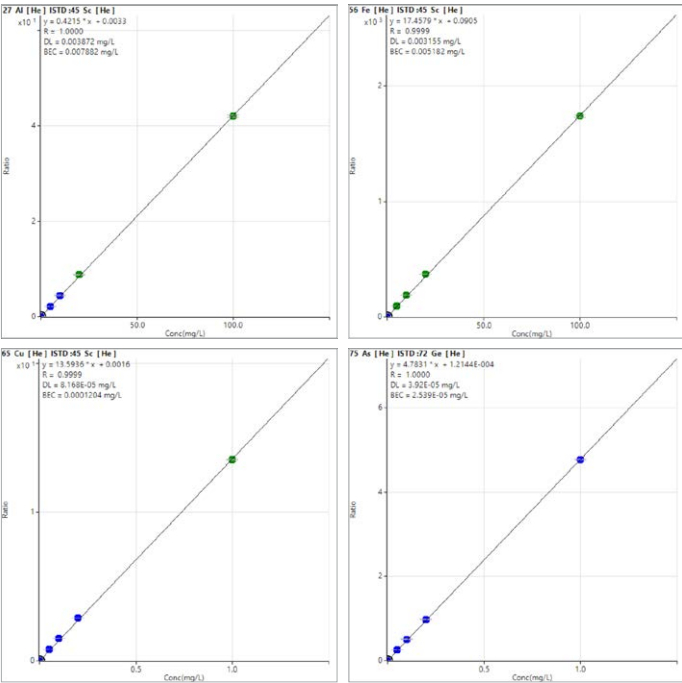 27 Al [He] ISTD:45 Sc [He]
x10 1
y = 0.4215 * x + 0.0033
R = 1.0000
DL = 0.003872 mg/L
BEC = 0.007882 mg/L
Ratio
4
2
0
50.0
100.0
Conc(mg/L)
56 Fe [He] ISTD:45 Sc [He]
x10 3
y = 17.4579 * x + 0.0905
R = 0.9999
DL = 0.003155 mg/L
BEC = 0.005182 mg/L
Ratio
2
1
0
50.0
100.0
Conc(mg/L)
65 Cu [He] ISTD:45 Sc [He]
x10 1
y = 13.5936 * x + 0.0016
R = 0.9999
DL = 8.168E-05 mg/L
BEC = 0.0001204 mg/L
Ratio
1
0
0.5
1.0
Conc(mg/L)
75 As [He] ISTD:72 Ge [He]
y = 4.7831 * x + 1.2144E-004
R = 1.0000
DL = 3.92E-05 mg/L
BEC = 2.539E-05 mg/L
Ratio
6
4
2
0
0.5
1.0
Conc(mg/L)